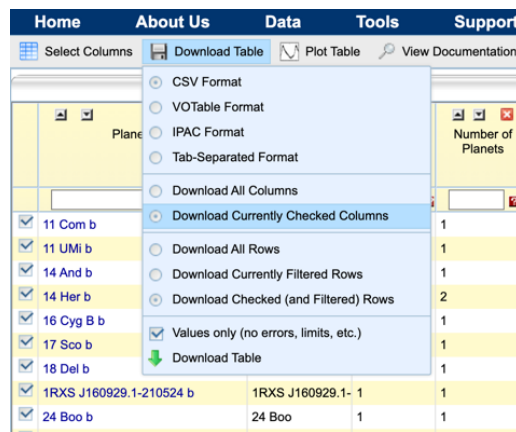 Home About Us Data Tools Support
Select Columns Download Table Plot Table View Documentation
CSV Format
VOTable Format
IPAC Format
Tab-Separated Format
Download All Columns
Download Currently Checked Columns
Download All Rows
Download Currently Filtered Rows
Download Checked (and Filtered) Rows
Values only (no errors, limits, etc.)
Download Table
Plane
Number of
Planets
11 Com b 1
11 UMi b 1
14 And b 1
14 Her b 2
16 Cyg B b 1
17 Sco b 1
18 Del b 1
1RXS J160929.1-210524 b 1RXS J160929.1- 1 1
24 Boo b 24 Boo 1 1